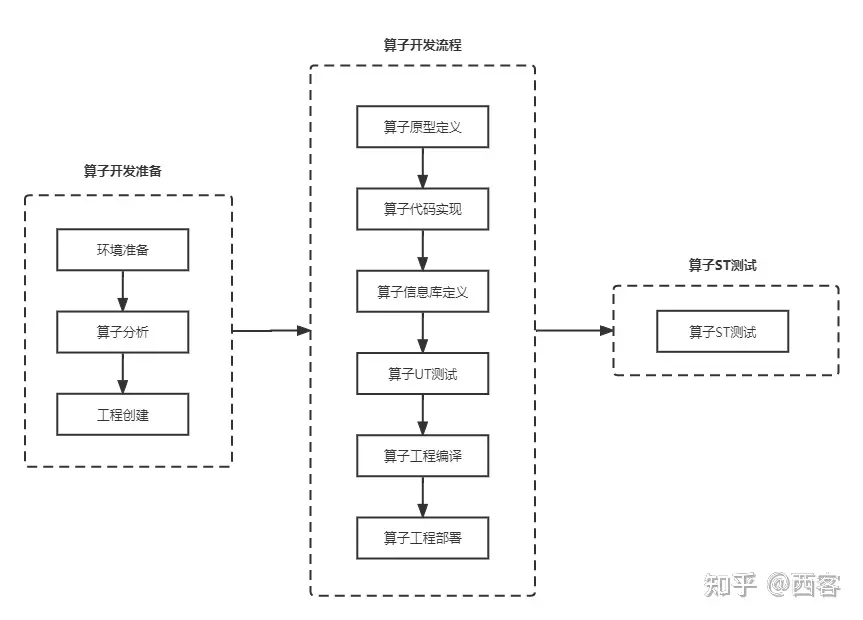 算子开发准备
环境准备
算子分析
工程创建
算子开发流程
算子原型定义
算子代码实现
算子信息库定义
算子UT测试
算子工程编译
算子工程部署
算子ST测试
算子ST测试
知乎 @西客